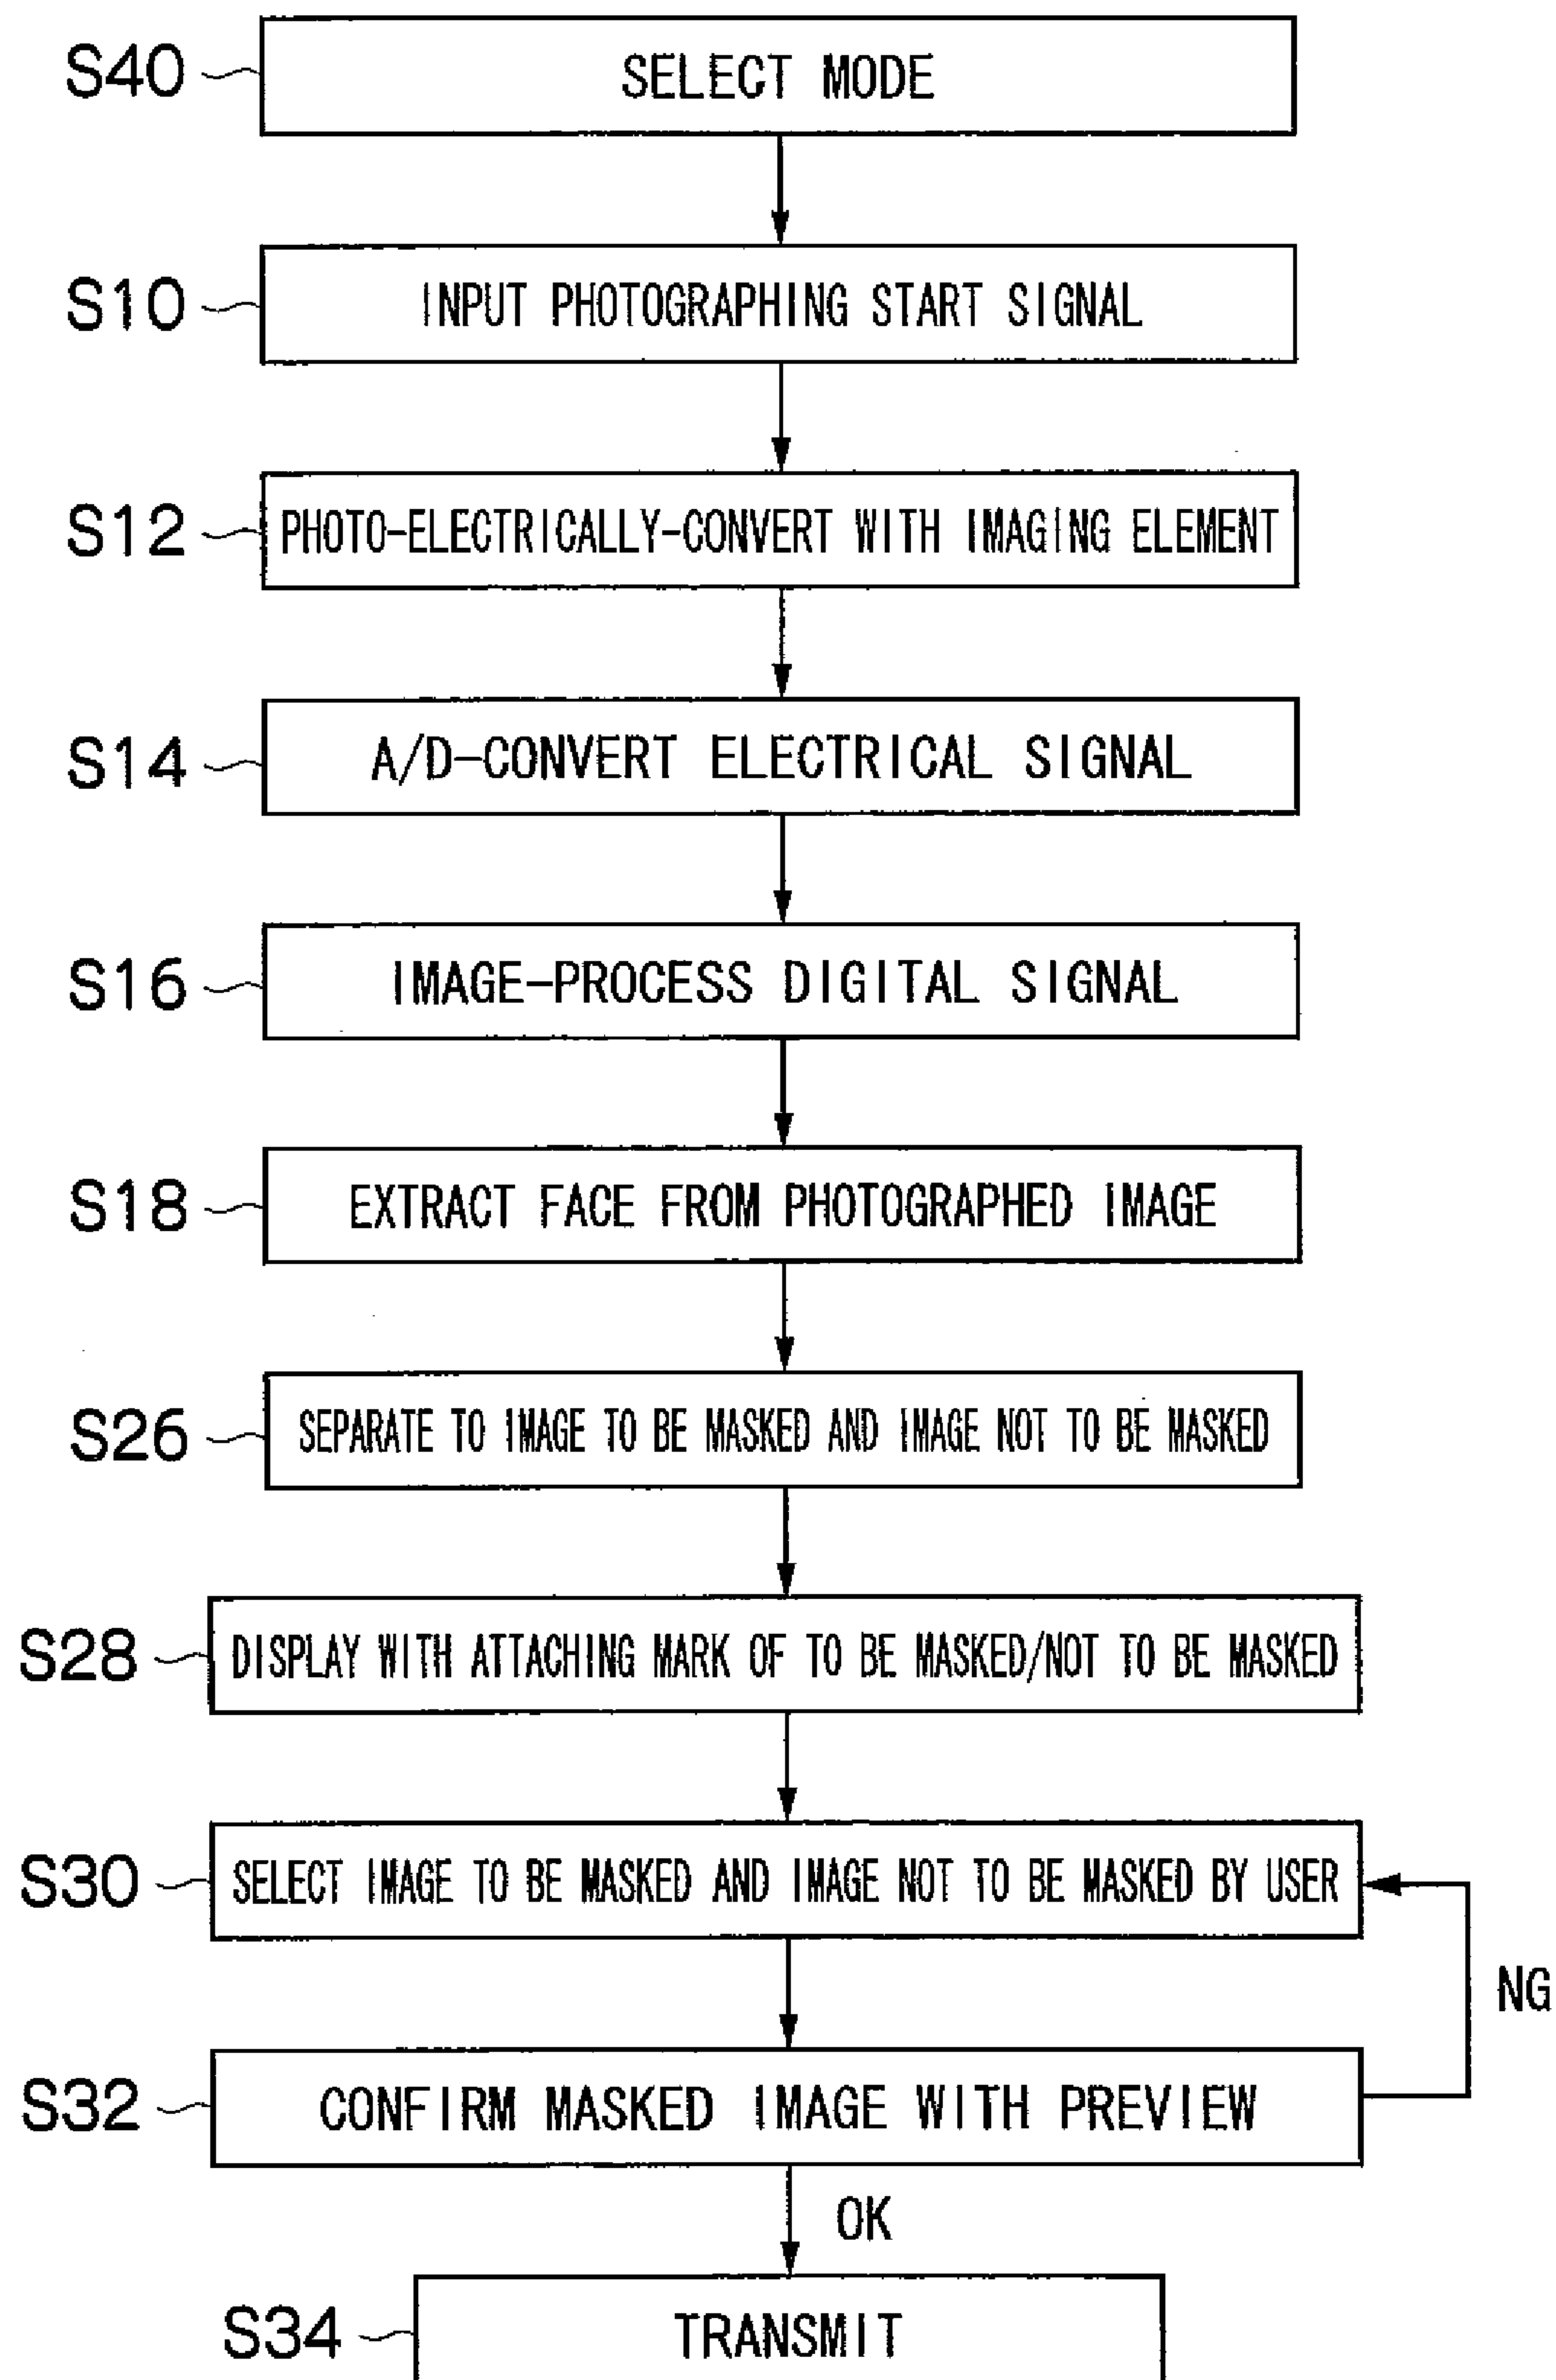 S40 SELECT MODE
S10 INPUT PHOTOGRAPHING START SIGNAL
S12 PHOTO-ELECTRICALLY-CONVERT WITH IMAGING ELEMENT
S14 A/D-CONVERT ELECTRICAL SIGNAL
S16 IMAGE-PROCESS DIGITAL SIGNAL
S18 EXTRACT FACE FROM PHOTOGRAPHED IMAGE
S26 SEPARATE TO IMAGE TO BE MASKED AND IMAGE NOT TO BE MASKED
S28 DISPLAY WITH ATTACHING MARK OF TO BE MASKED/NOT TO BE MASKED
S30 SELECT IMAGE TO BE MASKED AND IMAGE NOT TO BE MASKED BY USER
NG
S32 CONFIRM MASKED IMAGE WITH PREVIEW
OK
S34 TRANSMIT